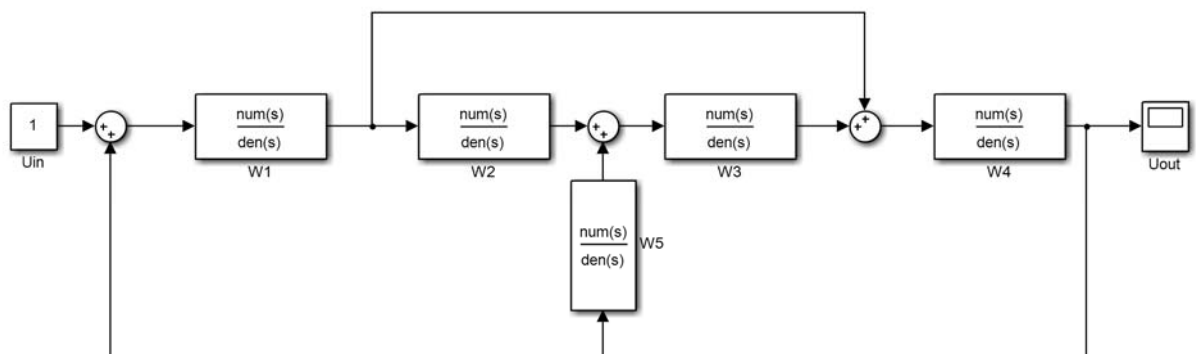 1
Uin
+
+
num(s)
den(s)
W1
num(s)
den(s)
W2
+
+
num(s)
den(s)
W3
+
+
num(s)
den(s)
W4
Uout
num(s)
den(s)
W5